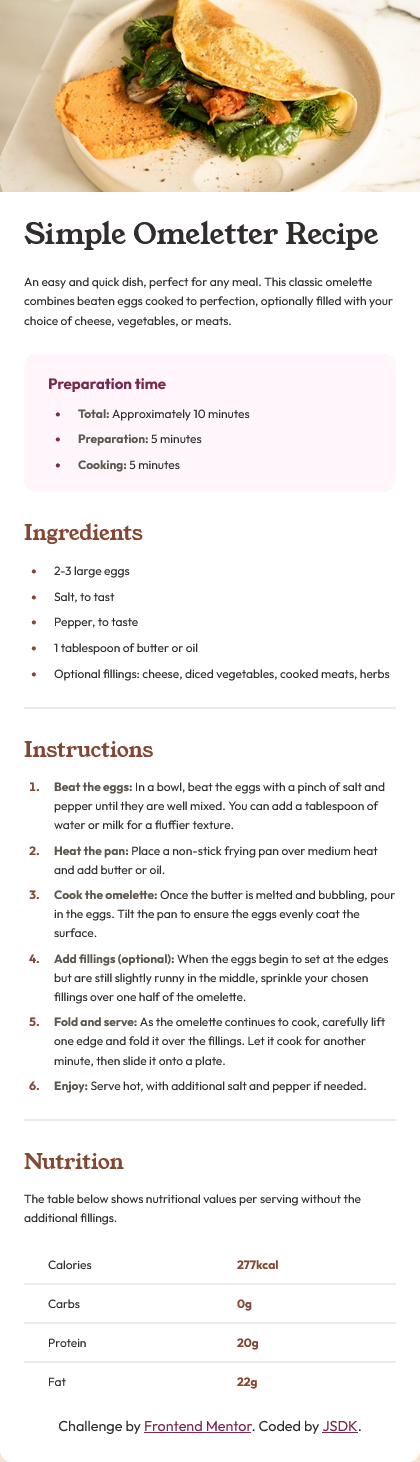 Simple Omeletter Recipe
An easy and quick dish, perfect for any meal. This classic omelette
combines beaten eggs cooked to perfection, optionally filled with your
choice of cheese, vegetables, or meats.
Preparation time
• Total: Approximately 10 minutes
• Preparation: 5 minutes
• Cooking: 5 minutes
Ingredients
• 2-3 large eggs
• Salt, to tast
• Pepper, to taste
• 1 tablespoon of butter or oil
• Optional fillings: cheese, diced vegetables, cooked meats, herbs
Instructions
1. Beat the eggs: In a bowl, beat the eggs with a pinch of salt and
pepper until they are well mixed. You can add a tablespoon of
water or milk for a fluffier texture.
2. Heat the pan: Place a non-stick frying pan over medium heat
and add butter or oil.
3. Cook the omelette: Once the butter is melted and bubbling, pour
in the eggs. Tilt the pan to ensure the eggs evenly coat the
surface.
4. Add fillings (optional): When the eggs begin to set at the edges
but are still slightly runny in the middle, sprinkle your chosen
fillings over one half of the omelette.
5. Fold and serve: As the omelette continues to cook, carefully lift
one edge and fold it over the fillings. Let it cook for another
minute, then slide it onto a plate.
6. Enjoy: Serve hot, with additional salt and pepper if needed.
Nutrition
The table below shows nutritional values per serving without the
additional fillings.
Calories 277kcal
Carbs 0g
Protein 20g
Fat 22g
Challenge by Frontend Mentor. Coded by JSDK.